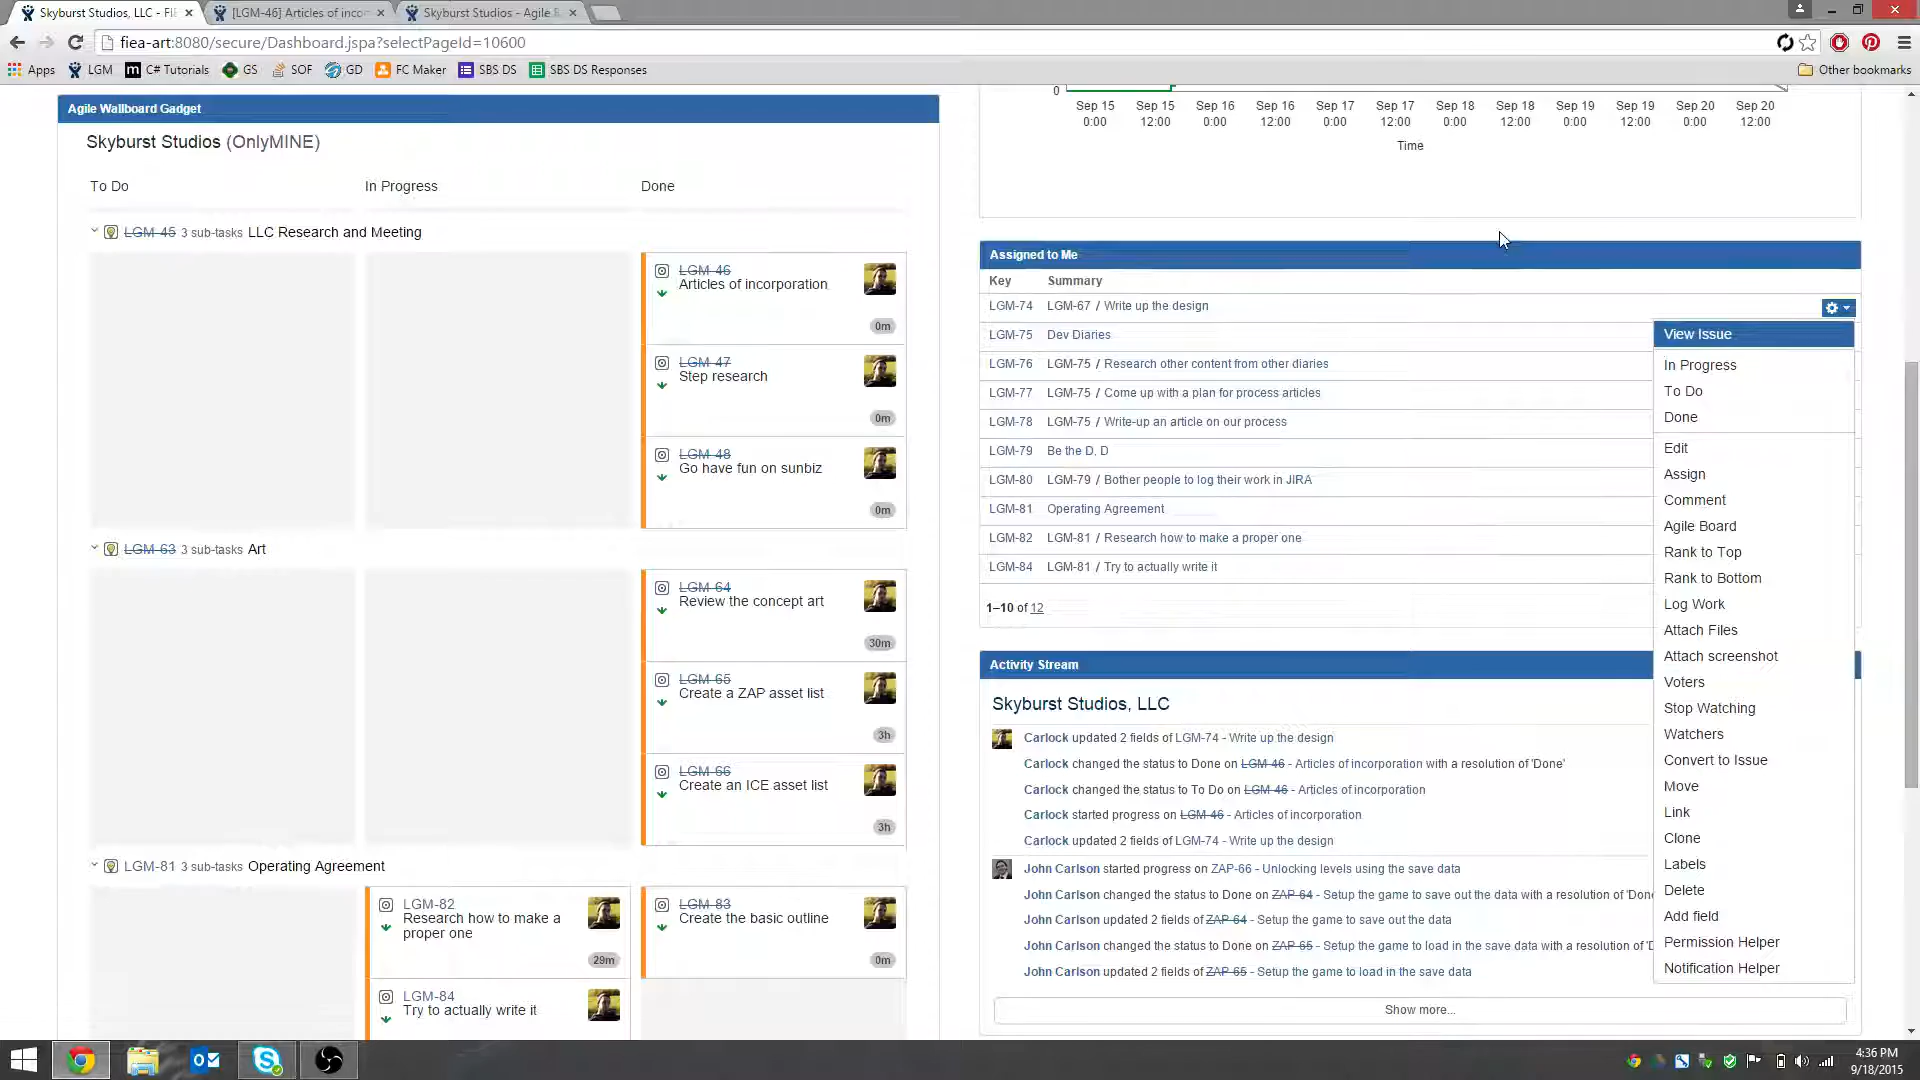 Skyburst Studios, LLC - FIE
[LGM-46] Articles of incor
Skyburst Studios - Agile B
fiea-art:8080/secure/Dashboard.jspa?selectPageId=10600
Apps LGM C# Tutorials GS SOF GD FC Maker SBS DS SBS DS Responses Other bookmarks
Agile Wallboard Gadget
Skyburst Studios (OnlyMINE)
To Do In Progress Done
LGM-45 3 sub-tasks LLC Research and Meeting
LGM-46
Articles of incorporation
0m
LGM-47
Step research
0m
LGM-48
Go have fun on sunbiz
0m
LGM-63 3 sub-tasks Art
LGM-64
Review the concept art
30m
LGM-65
Create a ZAP asset list
3h
LGM-66
Create an ICE asset list
3h
LGM-81 3 sub-tasks Operating Agreement
LGM-82
Research how to make a
proper one
29m
LGM-83
Create the basic outline
0m
LGM-84
Try to actually write it
0
Sep 15 Sep 15 Sep 16 Sep 16 Sep 17 Sep 17 Sep 18 Sep 18 Sep 19 Sep 19 Sep 20 Sep 20
0:00 12:00 0:00 12:00 0:00 12:00 0:00 12:00 0:00 12:00 0:00 12:00
Time
Assigned to Me
Key Summary
LGM-74 LGM-67 / Write up the design
LGM-75 Dev Diaries
LGM-76 LGM-75 / Research other content from other diaries
LGM-77 LGM-75 / Come up with a plan for process articles
LGM-78 LGM-75 / Write-up an article on our process
LGM-79 Be the D. D
LGM-80 LGM-79 / Bother people to log their work in JIRA
LGM-81 Operating Agreement
LGM-82 LGM-81 / Research how to make a proper one
LGM-84 LGM-81 / Try to actually write it
1–10 of 12
View Issue
In Progress
To Do
Done
Edit
Assign
Comment
Agile Board
Rank to Top
Rank to Bottom
Log Work
Attach Files
Attach screenshot
Voters
Stop Watching
Watchers
Convert to Issue
Move
Link
Clone
Labels
Delete
Add field
Permission Helper
Notification Helper
Activity Stream
Skyburst Studios, LLC
Carlock updated 2 fields of LGM-74 - Write up the design
Carlock changed the status to Done on LGM-46 - Articles of incorporation with a resolution of 'Done'
Carlock changed the status to To Do on LGM-46 - Articles of incorporation
Carlock started progress on LGM-46 - Articles of incorporation
Carlock updated 2 fields of LGM-74 - Write up the design
John Carlson started progress on ZAP-66 - Unlocking levels using the save data
John Carlson changed the status to Done on ZAP-64 - Setup the game to save out the data with a resolution of 'Done
John Carlson updated 2 fields of ZAP-64 - Setup the game to save out the data
John Carlson changed the status to Done on ZAP-65 - Setup the game to load in the save data with a resolution of 'D
John Carlson updated 2 fields of ZAP-65 - Setup the game to load in the save data
Show more...
4:36 PM
9/18/2015